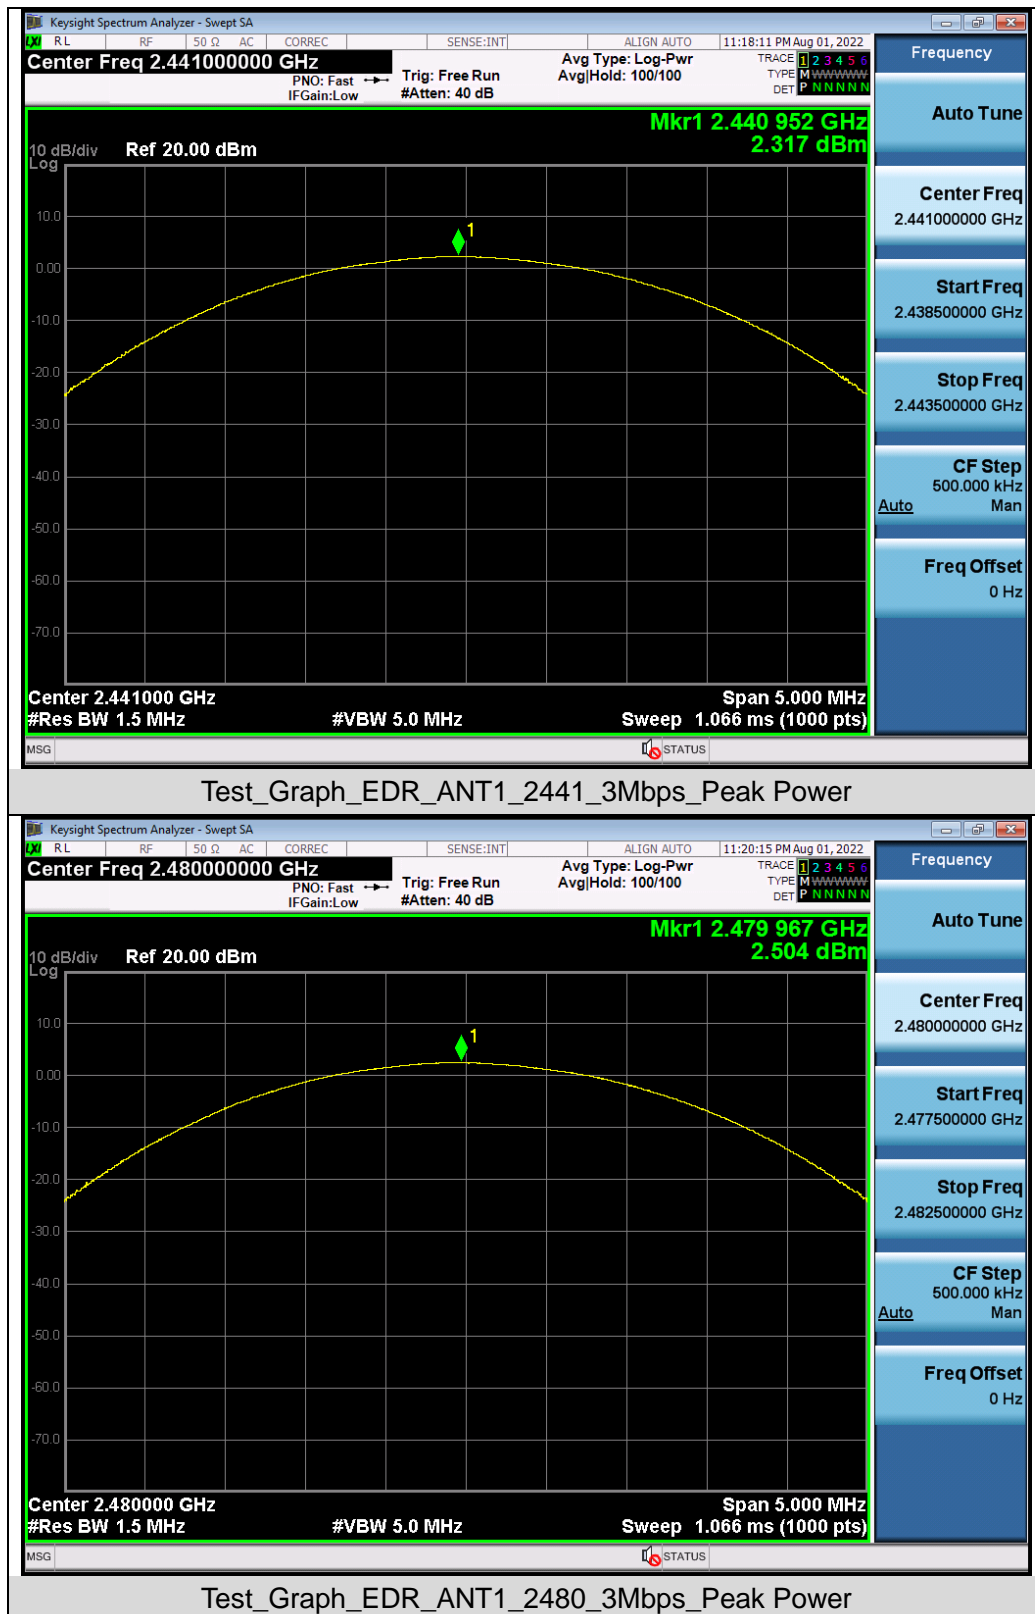 Keysight Spectrum Analyzer - Swept SA
LXI RL RF 50 Ω AC CORREC SENSE:INT ALIGN AUTO 11:18:11 PM Aug 01, 2022
Center Freq 2.441000000 GHz
PNO: Fast
IFGain:Low
Trig: Free Run
#Atten: 40 dB
Avg Type: Log-Pwr
Avg|Hold: 100/100
TRACE 1 2 3 4 5 6
TYPE M WWWWW
DET P N N N N N
Mkr1 2.440 952 GHz
2.317 dBm
10 dB/div Ref 20.00 dBm
Log
10.0
1
0.00
-10.0
-20.0
-30.0
-40.0
-50.0
-60.0
-70.0
Center 2.441000 GHz Span 5.000 MHz
#Res BW 1.5 MHz #VBW 5.0 MHz Sweep 1.066 ms (1000 pts)
MSG STATUS
Frequency
Auto Tune
Center Freq
2.441000000 GHz
Start Freq
2.438500000 GHz
Stop Freq
2.443500000 GHz
CF Step
500.000 kHz
Auto Man
Freq Offset
0 Hz
Test_Graph_EDR_ANT1_2441_3Mbps_Peak Power
Keysight Spectrum Analyzer - Swept SA
LXI RL RF 50 Ω AC CORREC SENSE:INT ALIGN AUTO 11:20:15 PM Aug 01, 2022
Center Freq 2.480000000 GHz
PNO: Fast
IFGain:Low
Trig: Free Run
#Atten: 40 dB
Avg Type: Log-Pwr
Avg|Hold: 100/100
TRACE 1 2 3 4 5 6
TYPE M WWWWW
DET P N N N N N
Mkr1 2.479 967 GHz
2.504 dBm
10 dB/div Ref 20.00 dBm
Log
10.0
1
0.00
-10.0
-20.0
-30.0
-40.0
-50.0
-60.0
-70.0
Center 2.480000 GHz Span 5.000 MHz
#Res BW 1.5 MHz #VBW 5.0 MHz Sweep 1.066 ms (1000 pts)
MSG STATUS
Frequency
Auto Tune
Center Freq
2.480000000 GHz
Start Freq
2.477500000 GHz
Stop Freq
2.482500000 GHz
CF Step
500.000 kHz
Auto Man
Freq Offset
0 Hz
Test_Graph_EDR_ANT1_2480_3Mbps_Peak Power